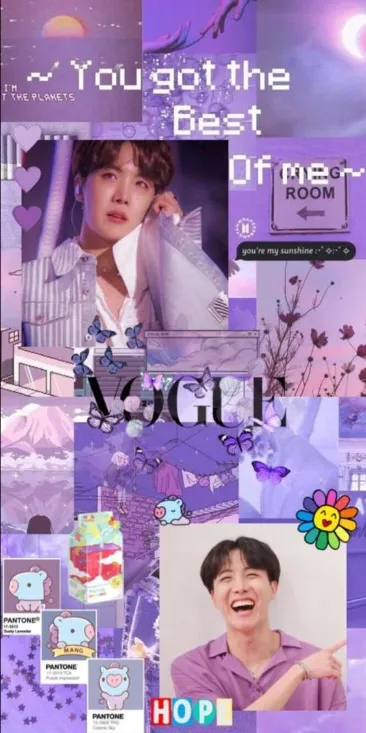 ~ You got the
Best
Of me ~
I'M
T THE PLANETS
ROOM
you're my sunshine :･ﾟ✧:･ﾟ✧
VOGUE
MANG
PANTONE®
PANTONE
PANTONE
HOPE